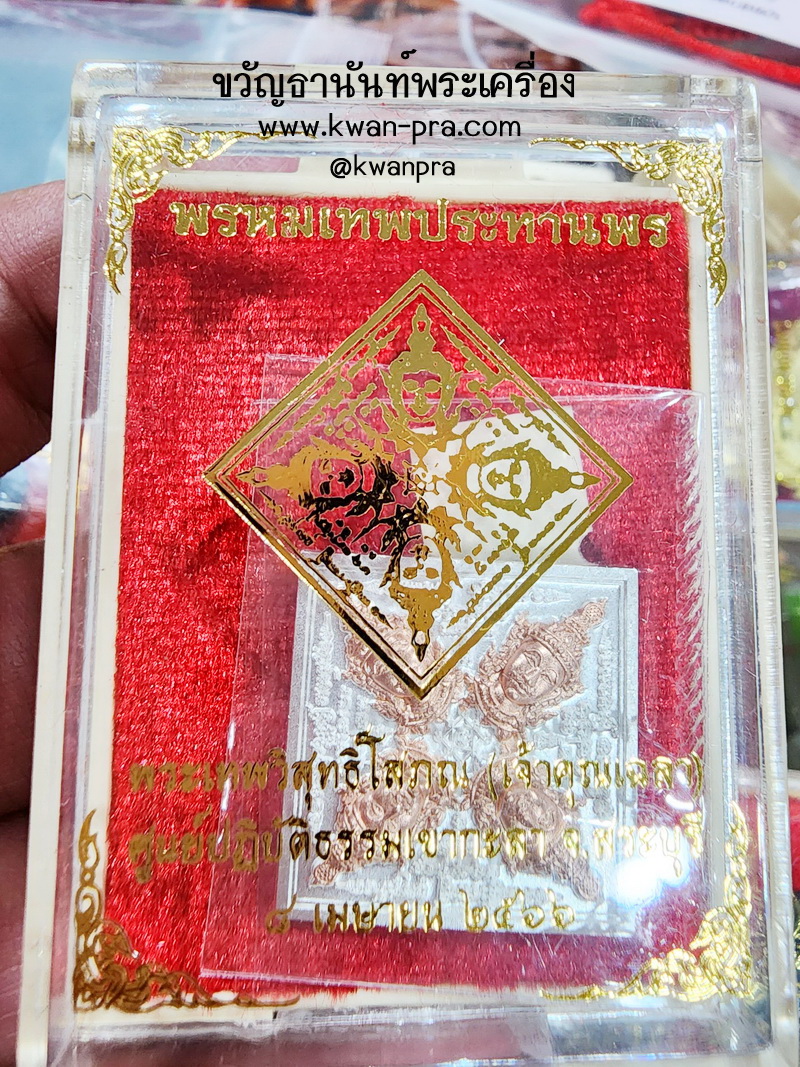 ขวัญธานันท์พระเครื่อง
www.kwan-pra.com
@kwanpra
พรหมเทพประทานพร
พระเทพวิสุทธิโสภณ (เจ้าคุณเฉลา)
ศูนย์ปฏิบัติธรรมเขากะลา จ.สระบุรี
๘ เมษายน ๒๕๖๖